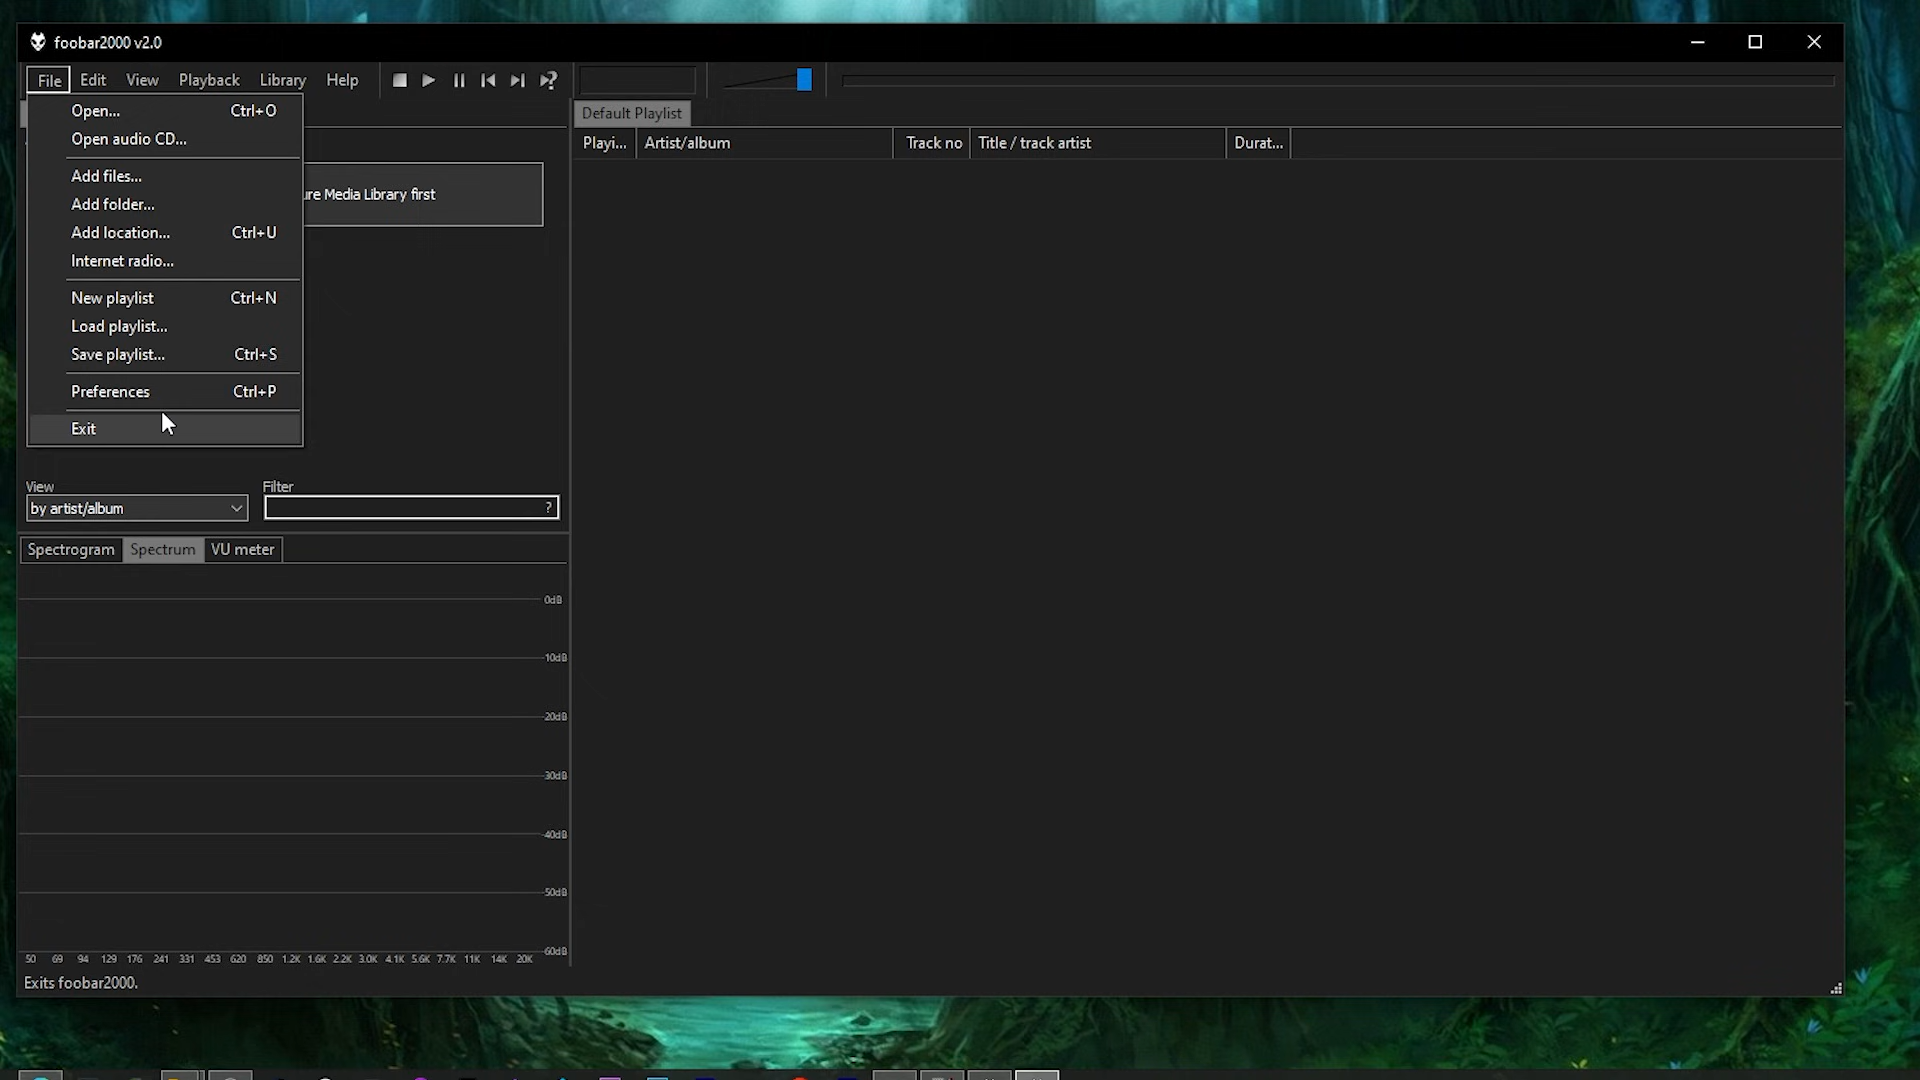 foobar2000 v2.0
File Edit View Playback Library Help
Open... Ctrl+O
Open audio CD...
Add files...
Add folder...
Add location... Ctrl+U
Internet radio...
New playlist Ctrl+N
Load playlist...
Save playlist... Ctrl+S
Preferences Ctrl+P
Exit
Media Library first
Default Playlist
Playi... Artist/album Track no Title / track artist Durat...
View
by artist/album
Filter
?
Spectrogram Spectrum VU meter
0dB
-10dB
-20dB
-30dB
-40dB
-50dB
-60dB
50 69 94 129 176 241 331 453 620 850 1.2K 1.6K 2.2K 3.0K 4.1K 5.6K 7.7K 11K 14K 20K
Exits foobar2000.